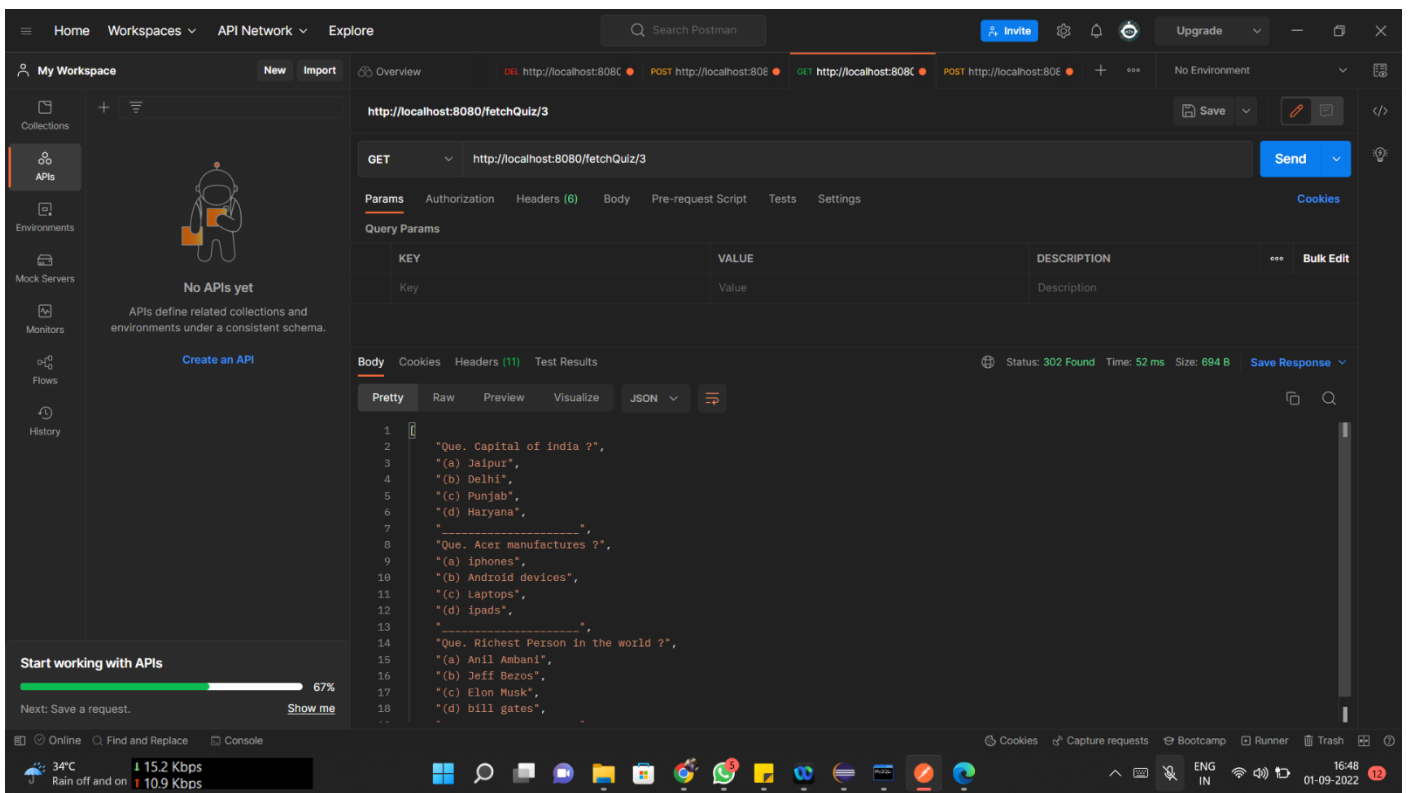 Home Workspaces API Network Explore Search Postman Invite Upgrade
My Workspace New Import Overview DEL http://localhost:8080 POST http://localhost:808 GET http://localhost:8080 POST http://localhost:808 No Environment
Collections
APIs
Environments
Mock Servers
Monitors
Flows
History
No APIs yet
APIs define related collections and
environments under a consistent schema.
Create an API
Start working with APIs
67%
Next: Save a request. Show me
http://localhost:8080/fetchQuiz/3 Save </>
GET http://localhost:8080/fetchQuiz/3 Send
Params Authorization Headers (6) Body Pre-request Script Tests Settings Cookies
Query Params
KEY VALUE DESCRIPTION Bulk Edit
Key Value Description
Body Cookies Headers (11) Test Results Status: 302 Found Time: 52 ms Size: 694 B Save Response
Pretty Raw Preview Visualize JSON
1 [
2 "Que. Capital of india ?",
3 "(a) Jaipur",
4 "(b) Delhi",
5 "(c) Punjab",
6 "(d) Haryana",
7 "_____________________",
8 "Que. Acer manufactures ?",
9 "(a) iphones",
10 "(b) Android devices",
11 "(c) Laptops",
12 "(d) ipads",
13 "_____________________",
14 "Que. Richest Person in the world ?",
15 "(a) Anil Ambani",
16 "(b) Jeff Bezos",
17 "(c) Elon Musk",
18 "(d) bill gates",
Online Find and Replace Console Cookies Capture requests Bootcamp Runner Trash
34°C
Rain off and on
15.2 Kbps
10.9 Kbps
5
ENG
IN
16:48
01-09-2022
12